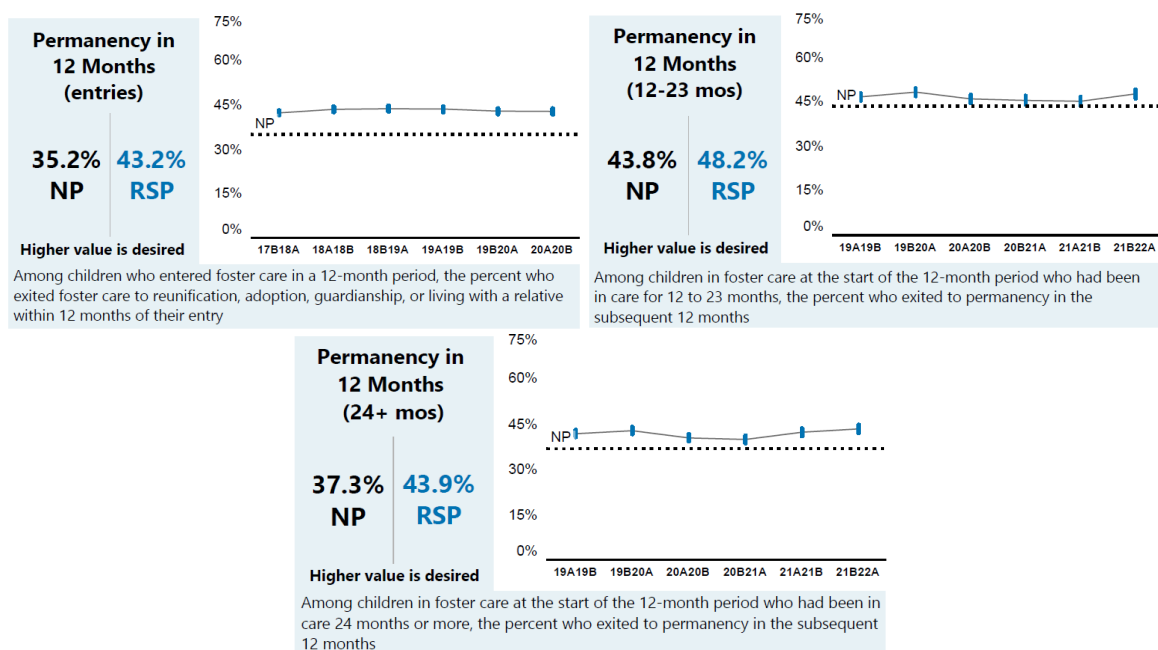 Permanency in
12 Months
(entries)
35.2%
NP
43.2%
RSP
Higher value is desired
75%
60%
45%
30%
15%
0%
NP
17B18A 18A18B 18B19A 19A19B 19B20A 20A20B
Among children who entered foster care in a 12-month period, the percent who
exited foster care to reunification, adoption, guardianship, or living with a relative
within 12 months of their entry
Permanency in
12 Months
(12-23 mos)
43.8%
NP
48.2%
RSP
Higher value is desired
75%
60%
45%
30%
15%
0%
NP
19A19B 19B20A 20A20B 20B21A 21A21B 21B22A
Among children in foster care at the start of the 12-month period who had been
in care for 12 to 23 months, the percent who exited to permanency in the
subsequent 12 months
Permanency in
12 Months
(24+ mos)
37.3%
NP
43.9%
RSP
Higher value is desired
75%
60%
45%
30%
15%
0%
NP
19A19B 19B20A 20A20B 20B21A 21A21B 21B22A
Among children in foster care at the start of the 12-month period who had been in
care 24 months or more, the percent who exited to permanency in the subsequent
12 months